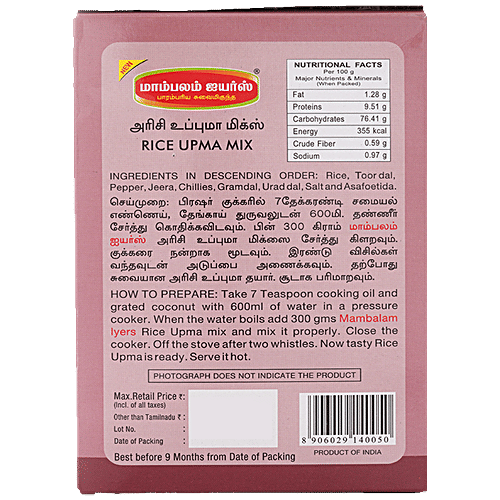 NEW
மாம்பலம் ஐயர்ஸ்®
பாரம்பரிய சுவைமிகுந்த
அரிசி உப்புமா மிக்ஸ்
RICE UPMA MIX
NUTRITIONAL FACTS
Per 100 g
Major Nutrients & Minerals
(When Packed)
Fat 1.28 g
Proteins 9.51 g
Carbohydrates 76.41 g
Energy 355 kcal
Crude Fiber 0.59 g
Sodium 0.97 g
INGREDIENTS IN DESCENDING ORDER: Rice, Toor dal,
Pepper, Jeera, Chillies, Gramdal, Urad dal, Salt and Asafoetida.
செய்முறை: பிரஷர் குக்கரில் 7தேக்கரண்டி சமையல்
எண்ணெய், தேங்காய் துருவலுடன் 600மி. தண்ணீர்
சேர்த்து கொதிக்கவிடவும். பின் 300 கிராம் மாம்பலம்
ஐயர்ஸ் அரிசி உப்புமா மிக்ஸை சேர்த்து கிளறவும்.
குக்கரை நன்றாக மூடவும். இரண்டு விசில்கள்
வந்தவுடன் அடுப்பை அணைக்கவும். தற்போது
சுவையான அரிசி உப்புமா தயார். சூடாக பரிமாறவும்.
HOW TO PREPARE: Take 7 Teaspoon cooking oil and
grated coconut with 600ml of water in a pressure
cooker. When the water boils add 300 gms Mambalam
Iyers Rice Upma mix and mix it properly. Close the
cooker. Off the stove after two whistles. Now tasty Rice
Upma is ready. Serve it hot.
PHOTOGRAPH DOES NOT INDICATE THE PRODUCT
Max.Retail Price ₹:
(Incl. of all taxes)
Other than Tamilnadu ₹ :
Lot No. :
Date of Packing :
Best before 9 Months from Date of Packing
8 906029 140050
PRODUCT OF INDIA